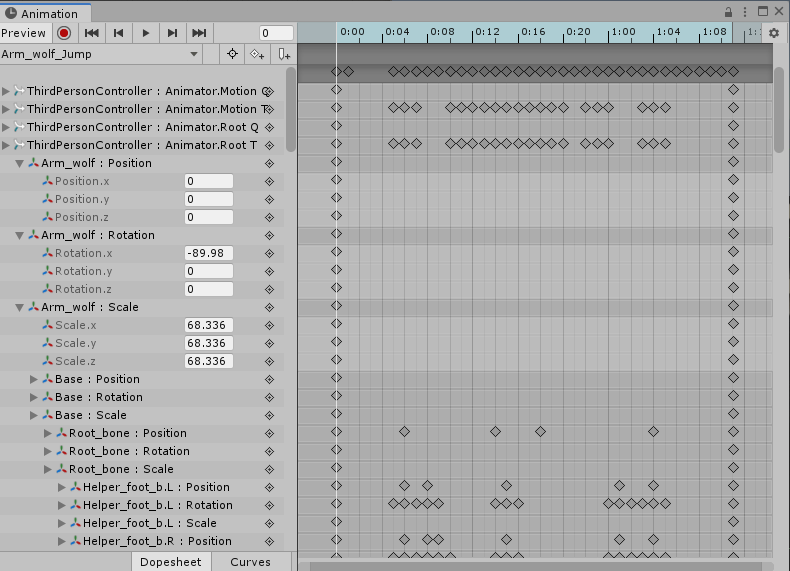 Animation
Preview 0 0:00 0:04 0:08 0:12 0:16 0:20 1:00 1:04 1:08
Arm_wolf_Jump
ThirdPersonController : Animator.Motion Q
ThirdPersonController : Animator.Motion T
ThirdPersonController : Animator.Root Q
ThirdPersonController : Animator.Root T
Arm_wolf : Position
Position.x 0
Position.y 0
Position.z 0
Arm_wolf : Rotation
Rotation.x -89.98
Rotation.y 0
Rotation.z 0
Arm_wolf : Scale
Scale.x 68.336
Scale.y 68.336
Scale.z 68.336
Base : Position
Base : Rotation
Base : Scale
Root_bone : Position
Root_bone : Rotation
Root_bone : Scale
Helper_foot_b.L : Position
Helper_foot_b.L : Rotation
Helper_foot_b.L : Scale
Helper_foot_b.R : Position
Dopesheet Curves